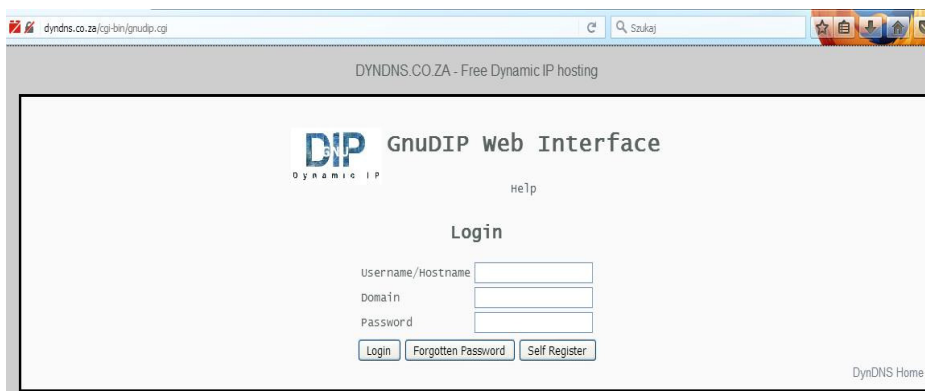 dyndns.co.za/cgi-bin/gnudip.cgi Szukaj
DYNDNS.CO.ZA - Free Dynamic IP hosting
DIP GNU GnuDIP Web Interface
Dynamic IP
Help
Login
Username/Hostname
Domain
Password
Login Forgotten Password Self Register
DynDNS Home